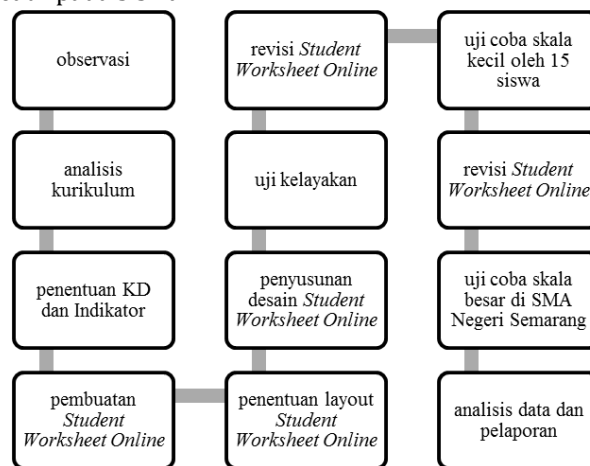 observasi
analisis
kurikulum
penentuan KD
dan Indikator
pembuatan
Student
Worksheet Online
penentuan layout
Student
Worksheet Online
penyusunan
desain Student
Worksheet Online
uji kelayakan
revisi Student
Worksheet Online
uji coba skala
kecil oleh 15
siswa
revisi Student
Worksheet Online
uji coba skala
besar di SMA
Negeri Semarang
analisis data dan
pelaporan